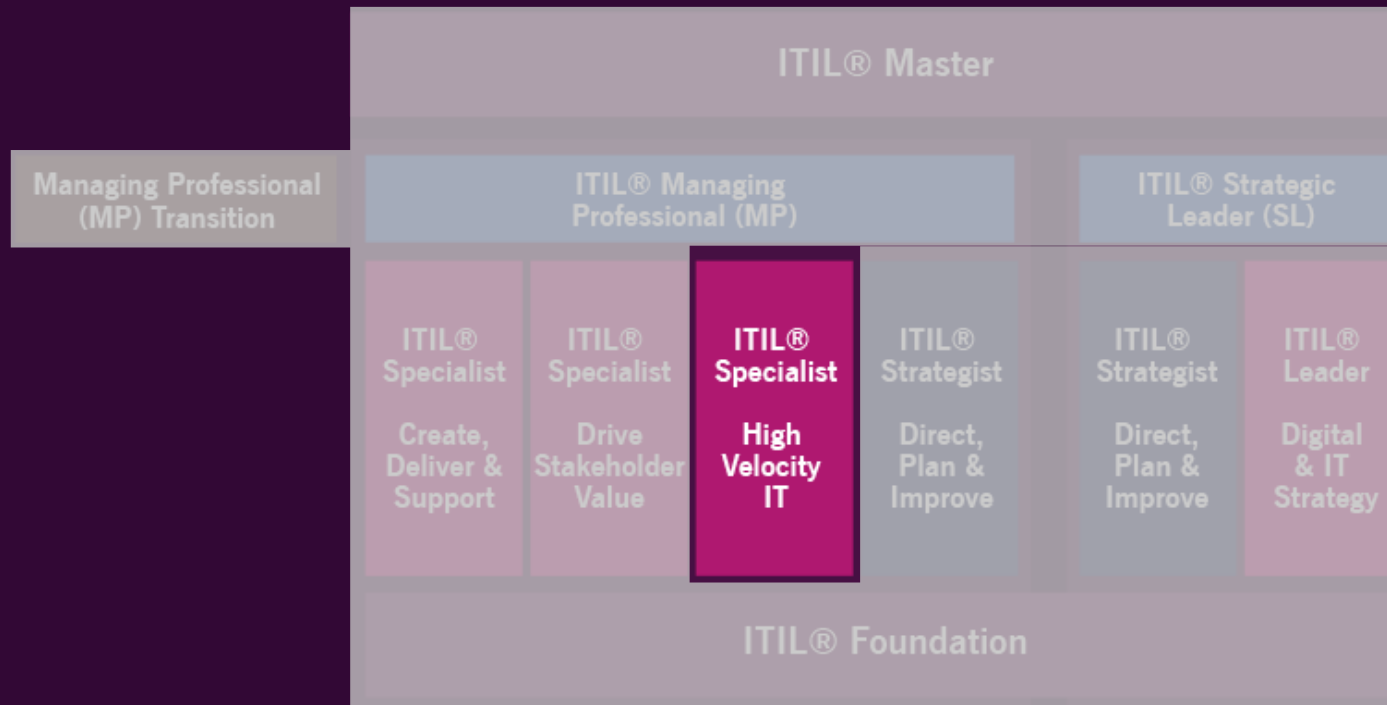 ITIL® Master
Managing Professional
(MP) Transition
ITIL® Managing
Professional (MP)
ITIL® Strategic
Leader (SL)
ITIL®
Specialist
Create,
Deliver &
Support
ITIL®
Specialist
Drive
Stakeholder
Value
ITIL®
Specialist
High
Velocity
IT
ITIL®
Strategist
Direct,
Plan &
Improve
ITIL®
Strategist
Direct,
Plan &
Improve
ITIL®
Leader
Digital
& IT
Strategy
ITIL® Foundation